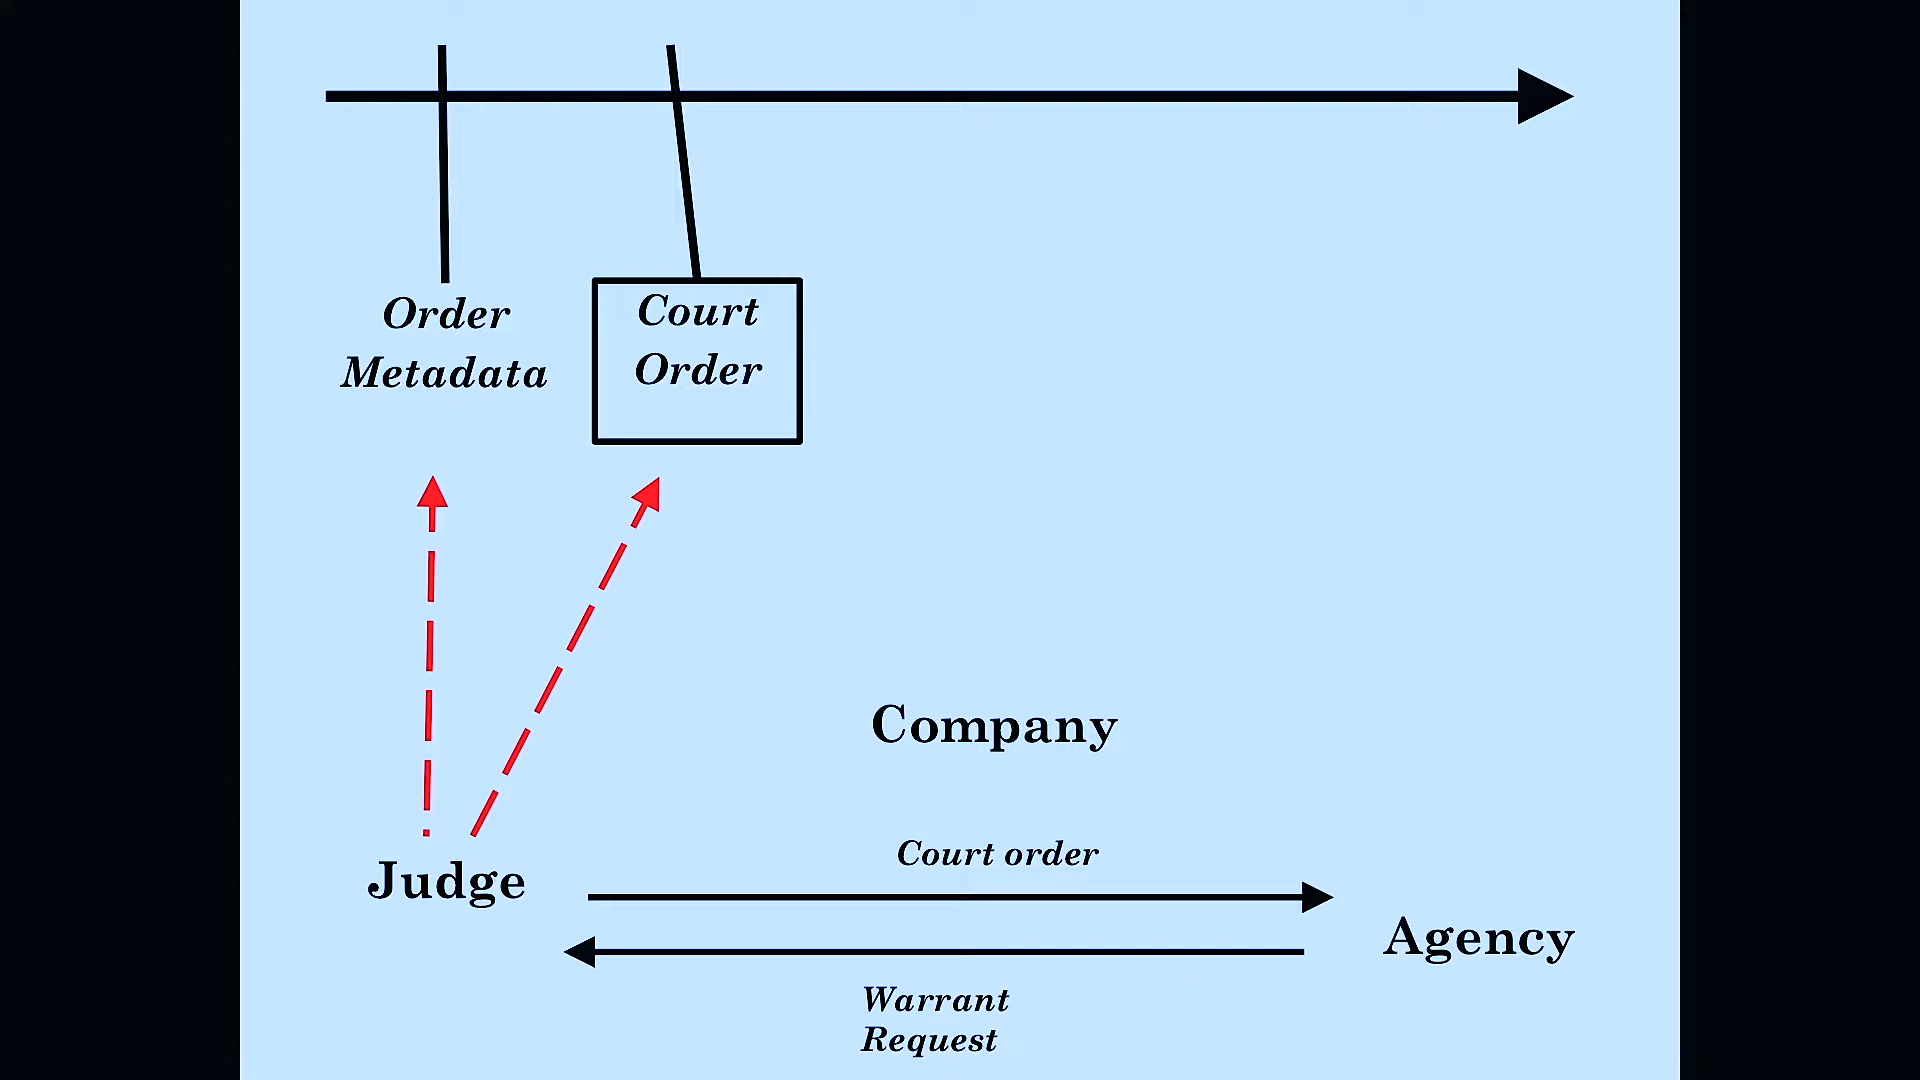 Order
Metadata
Court
Order
Company
Court order
Judge
Agency
Warrant
Request